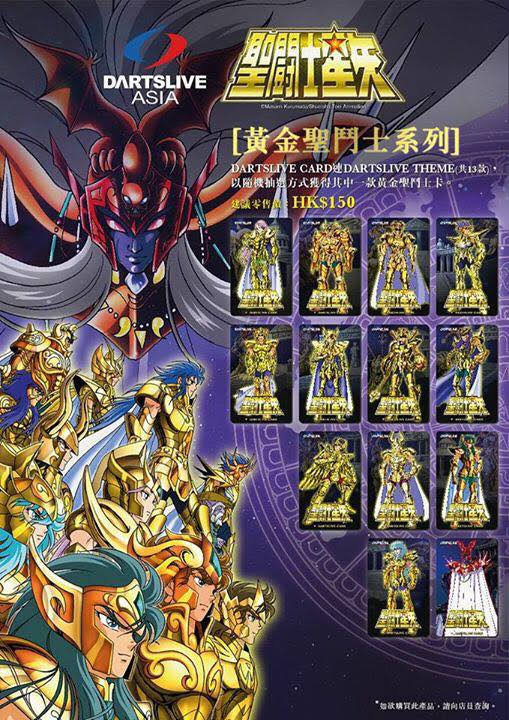 DARTSLIVE
ASIA
聖鬥士星矢
©Masami Kurumada/Shueisha, Toei Animation
[黃金聖鬥士系列]
DARTSLIVE CARD連DARTSLIVE THEME(共13款)，
以隨機抽選方式獲得其中一款黃金聖鬥士卡。
建議零售價：HK$150
*如欲購買此產品，請向店員查詢。